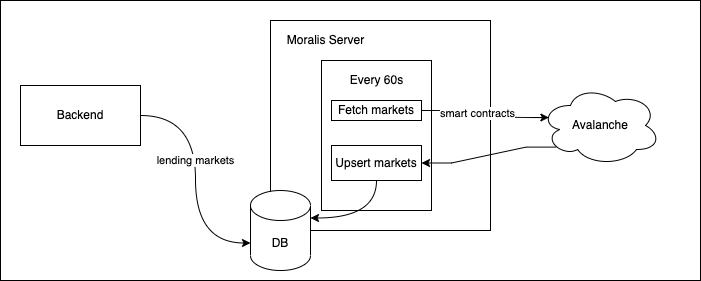 Moralis Server
Every 60s
Fetch markets
smart contracts
Avalanche
Backend
lending markets
Upsert markets
DB